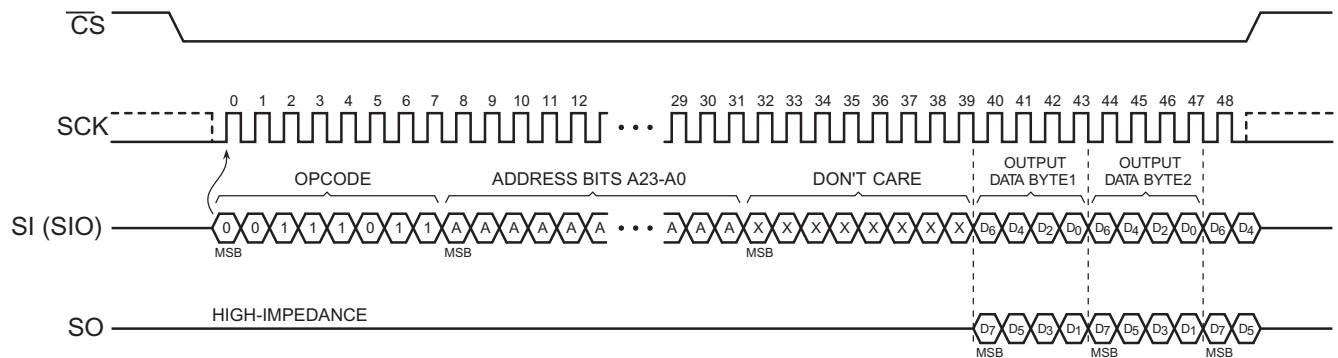 CS
0 1 2 3 4 5 6 7 8 9 10 11 12 29 30 31 32 33 34 35 36 37 38 39 40 41 42 43 44 45 46 47 48
SCK
OPCODE ADDRESS BITS A23-A0 DON'T CARE OUTPUT DATA BYTE1 OUTPUT DATA BYTE2
SI (SIO) 0 0 1 1 1 0 1 1 A A A A A A A A A X X X X X X X X D6 D4 D2 D0 D6 D4 D2 D0 D6 D4
MSB MSB MSB
HIGH-IMPEDANCE
SO D7 D5 D3 D1 D7 D5 D3 D1 D7 D5
MSB MSB MSB